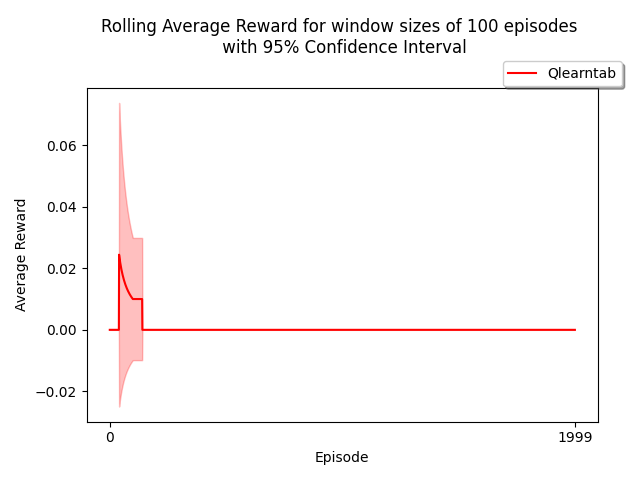 Rolling Average Reward for window sizes of 100 episodes
with 95% Confidence Interval
Qlearntab
0.06
0.04
0.02
0.00
−0.02
Average Reward
0
1999
Episode